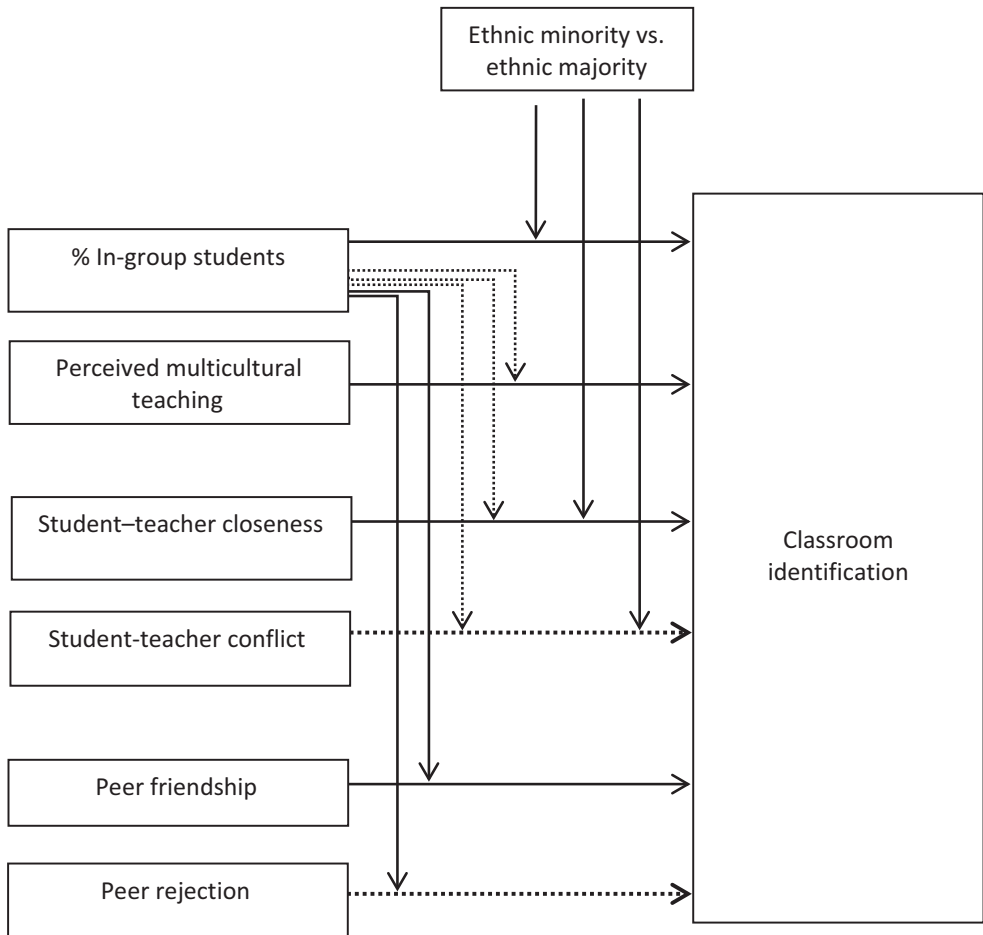 Ethnic minority vs.
ethnic majority
% In-group students
Perceived multicultural
teaching
Student–teacher closeness
Student-teacher conflict
Peer friendship
Peer rejection
Classroom
identification